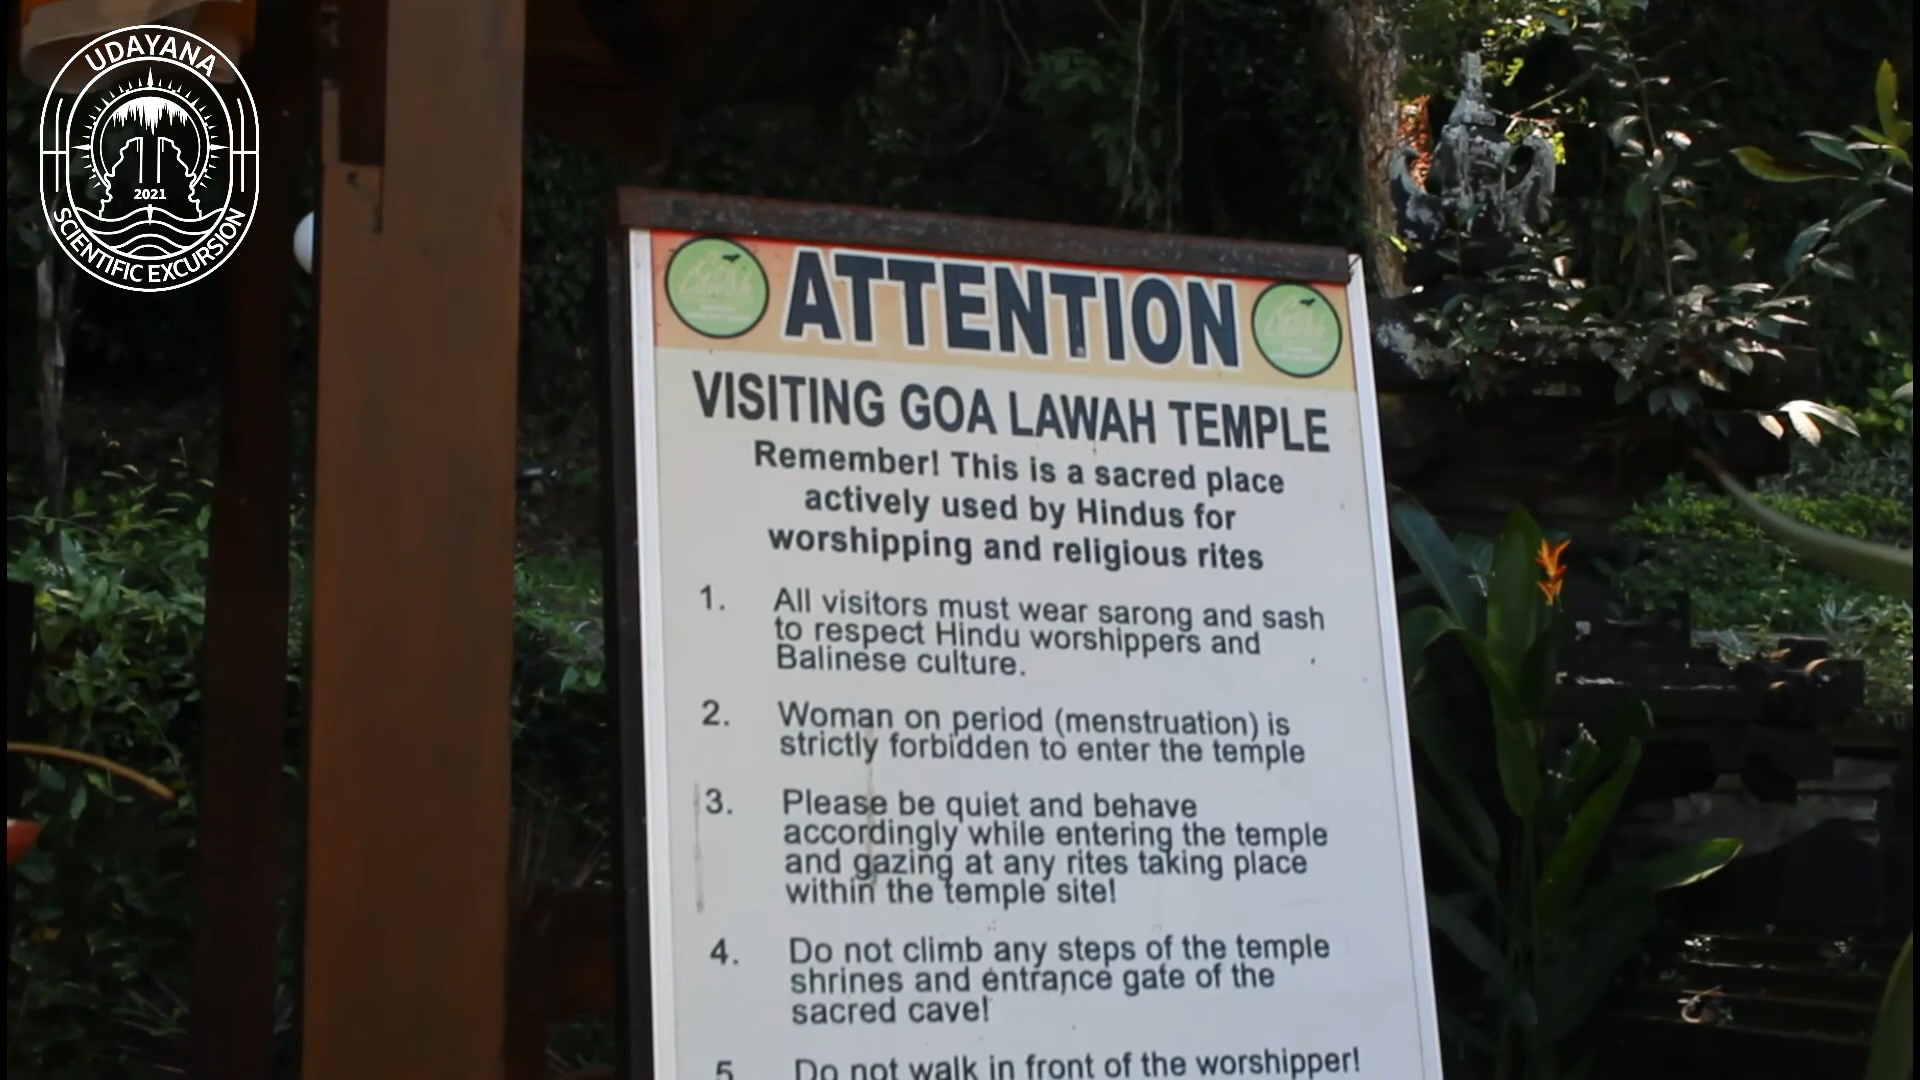 UDAYANA
2021
SCIENTIFIC EXCURSION
ATTENTION
VISITING GOA LAWAH TEMPLE
Remember! This is a sacred place
actively used by Hindus for
worshipping and religious rites
1. All visitors must wear sarong and sash
to respect Hindu worshippers and
Balinese culture.
2. Woman on period (menstruation) is
strictly forbidden to enter the temple
3. Please be quiet and behave
accordingly while entering the temple
and gazing at any rites taking place
within the temple site!
4. Do not climb any steps of the temple
shrines and entrance gate of the
sacred cave!
5 Do not walk in front of the worshipper!